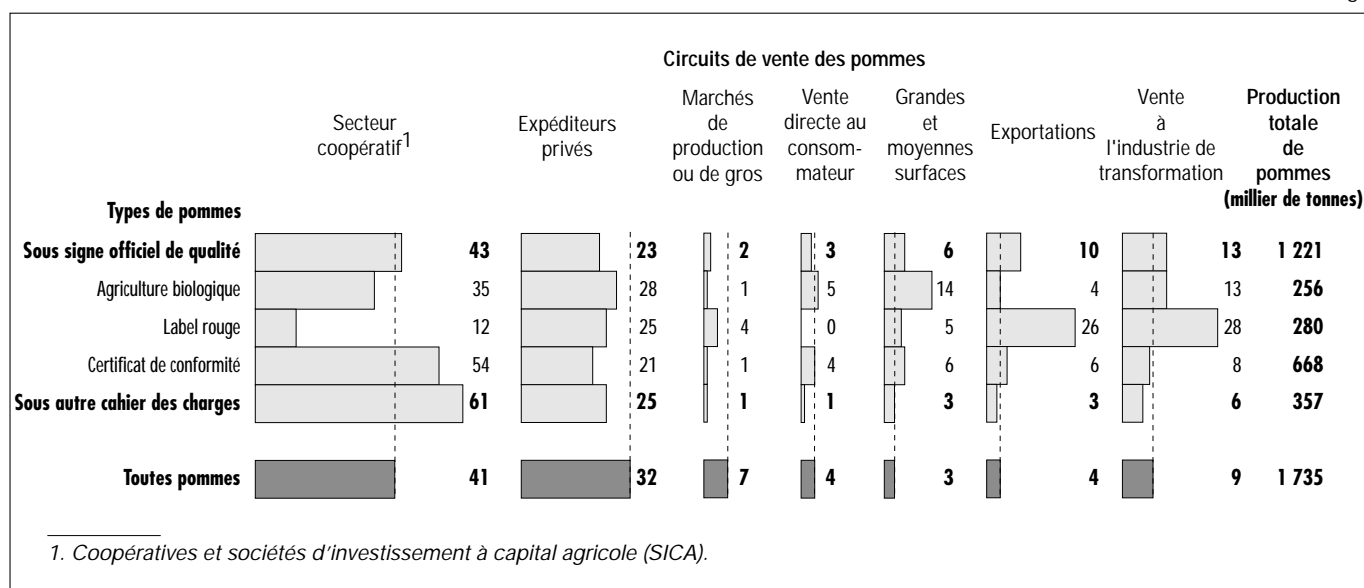 Circuits de vente des pommes
Secteur
coopératif1
Expéditeurs
privés
Marchés
de
production
ou de gros
Vente
directe au
consom-
mateur
Grandes
et
moyennes
surfaces
Exportations
Vente
à
l'industrie de
transformation
Production
totale
de
pommes
(millier de tonnes)
Types de pommes
Sous signe officiel de qualité 43 23 2 3 6 10 13 1 221
Agriculture biologique 35 28 1 5 14 4 13 256
Label rouge 12 25 4 0 5 26 28 280
Certificat de conformité 54 21 1 4 6 6 8 668
Sous autre cahier des charges 61 25 1 1 3 3 6 357
Toutes pommes 41 32 7 4 3 4 9 1 735
1. Coopératives et sociétés d'investissement à capital agricole (SICA).